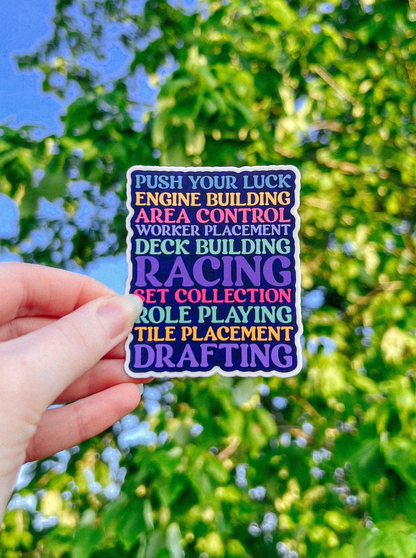 PUSH YOUR LUCK
ENGINE BUILDING
AREA CONTROL
WORKER PLACEMENT
DECK BUILDING
RACING
SET COLLECTION
ROLE PLAYING
TILE PLACEMENT
DRAFTING